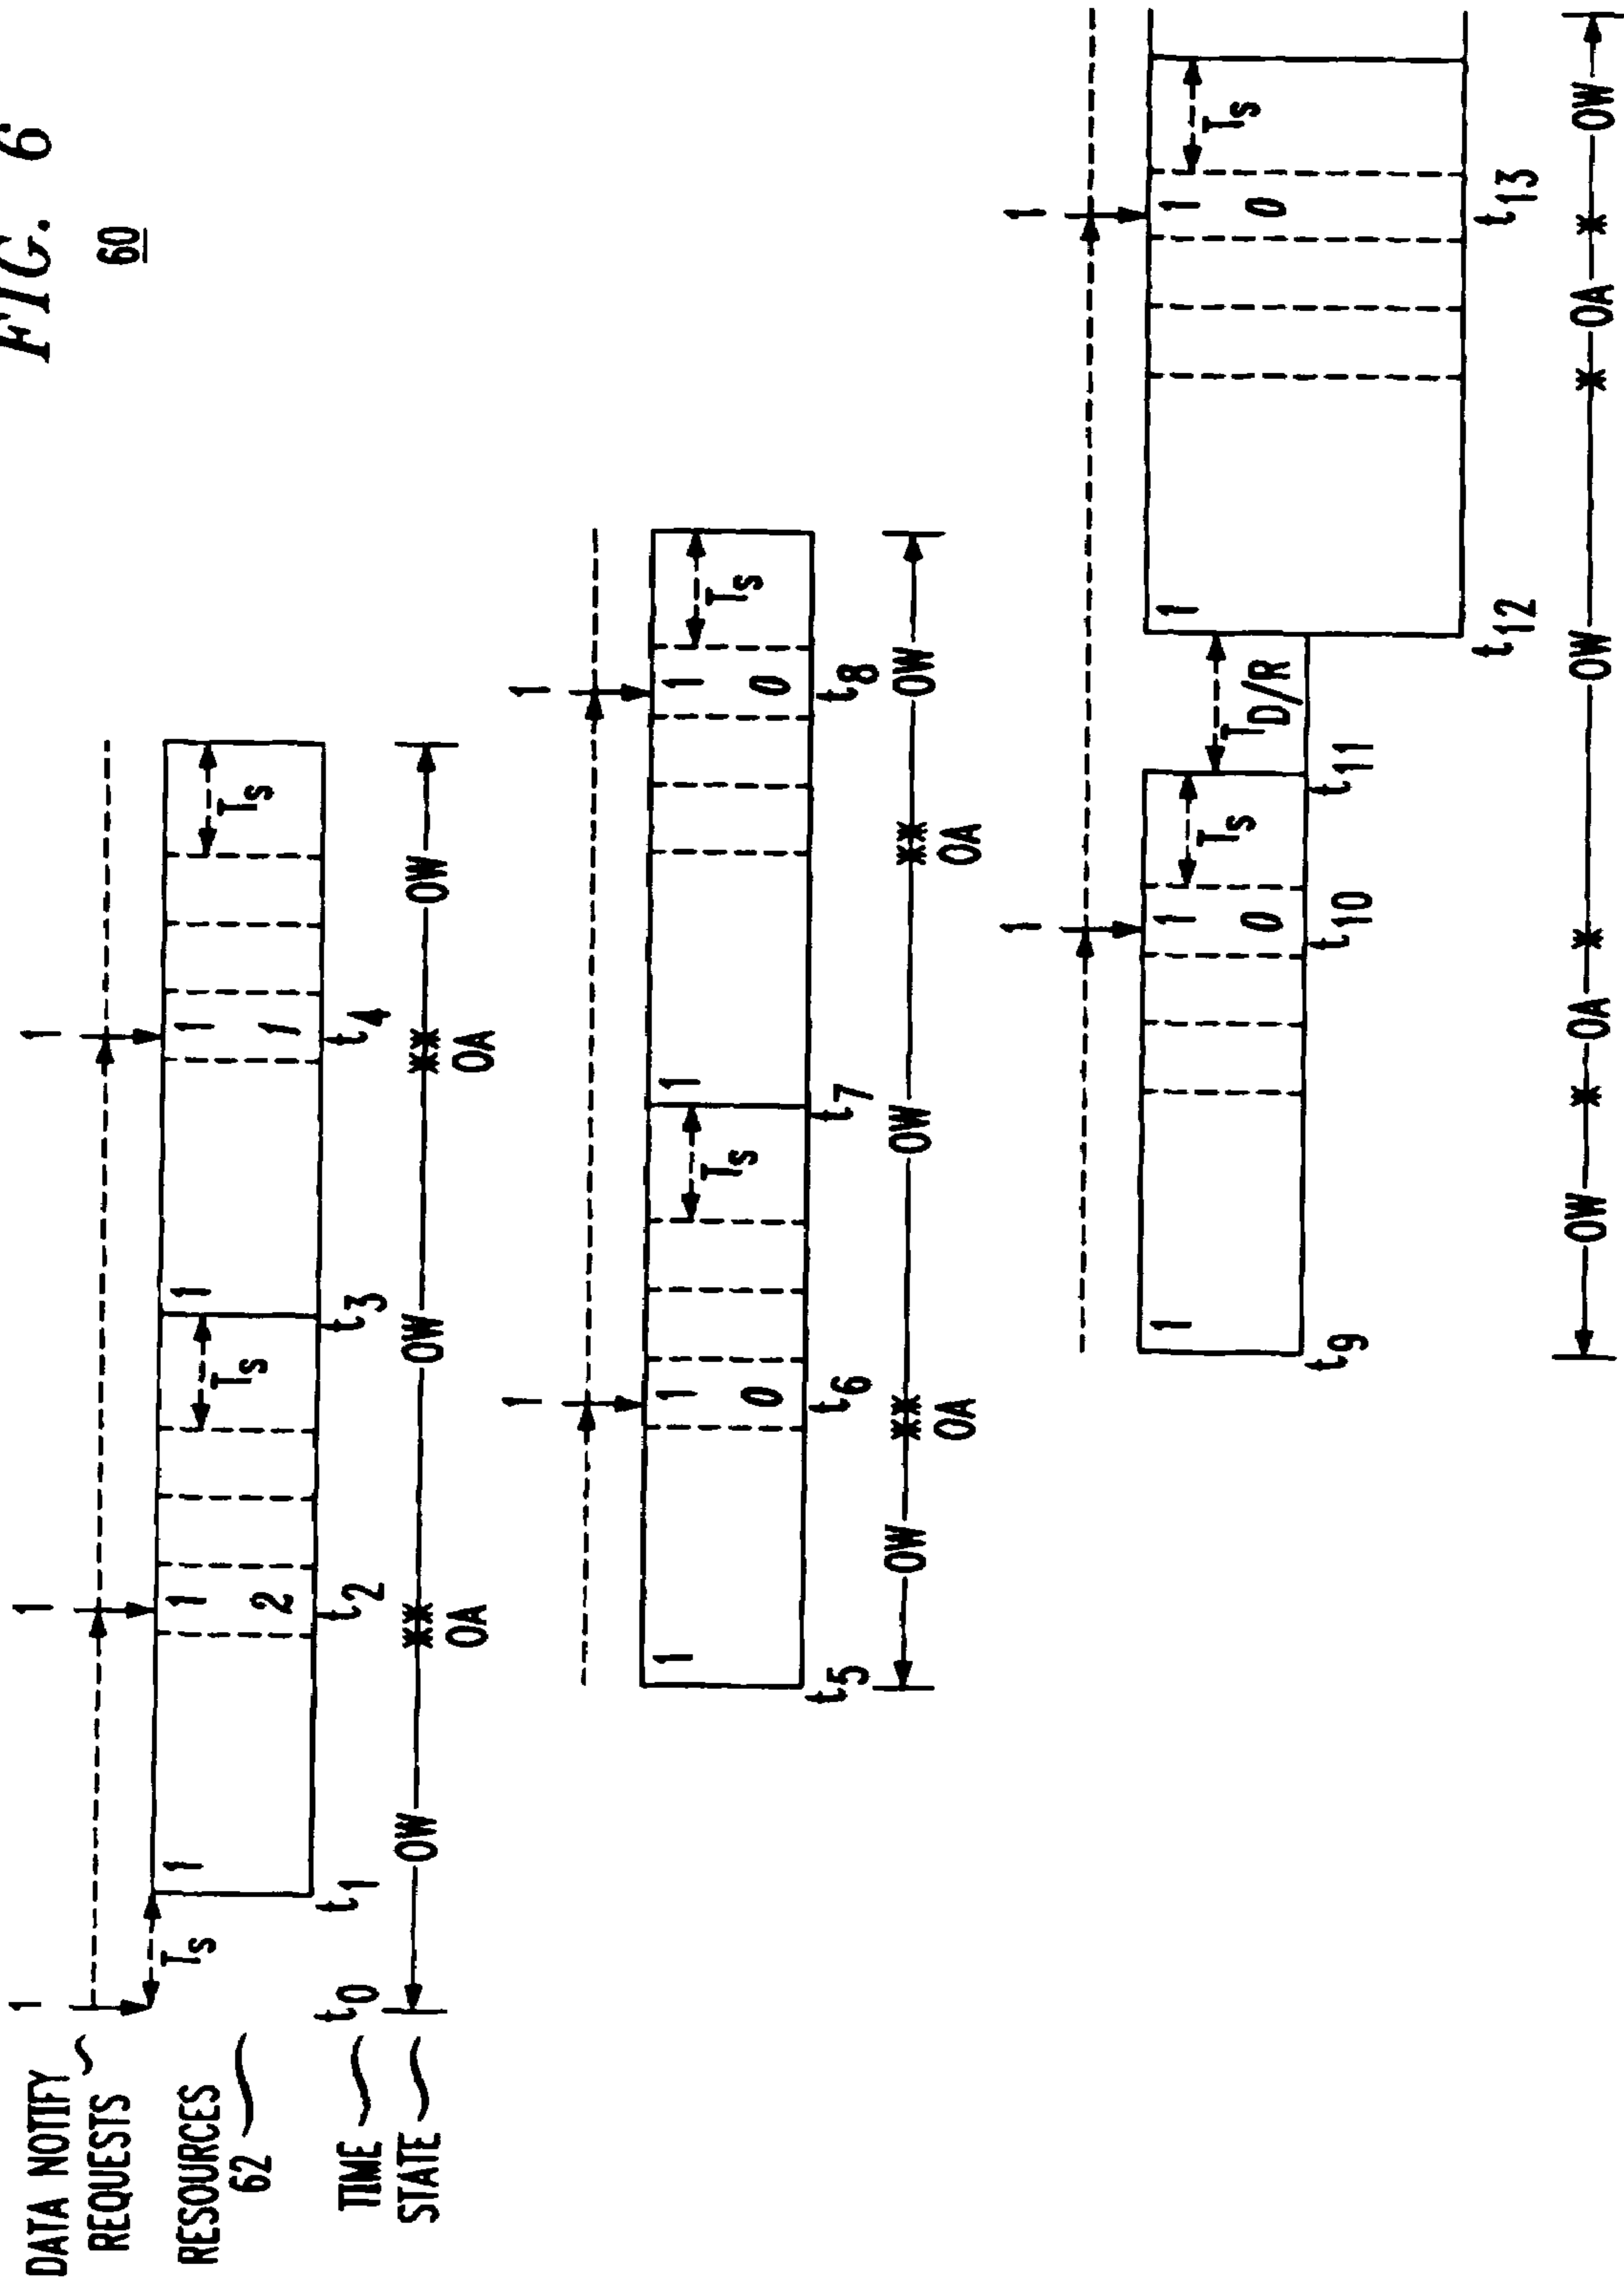 FIG. 6
60
DATA NOTIFY
REQUESTS
1 1 1
RESOURCES
62
Ts 1 1 2 Ts 1 1 1 Ts
TIME
t0 t1 t2 t3 t4
STATE
OW OA OW OA OW
1 1
1 1 0 Ts 1 1 0 Ts
t5 t6 t7 t8
OW OA OW OA OW
1 1
1 1 0 Ts TD/R 1 1 0 Ts
t9 t10 t11 t12 t13
OW OA OW OA OW